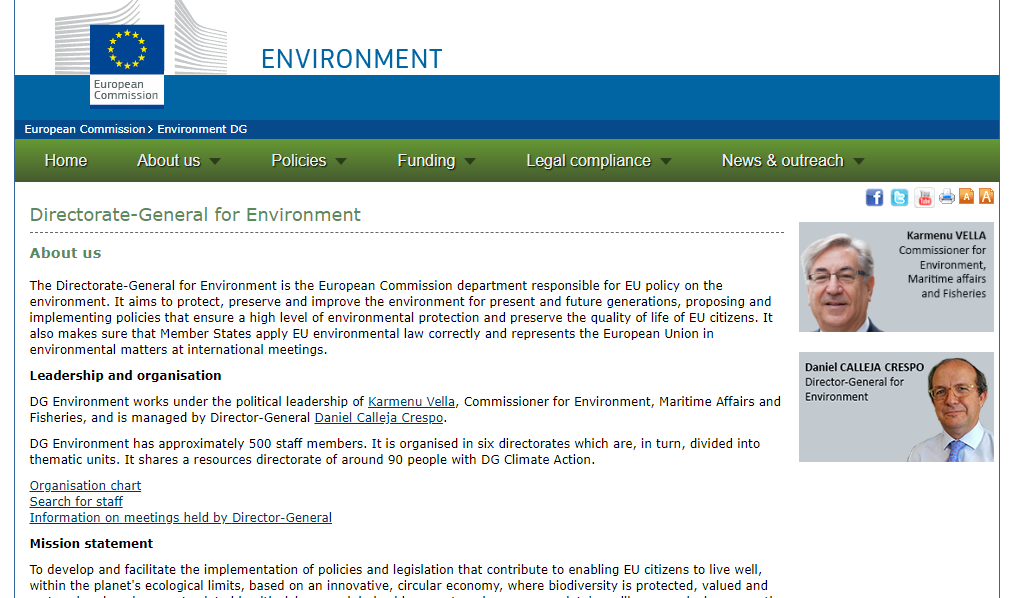 ENVIRONMENT
European
Commission
European Commission > Environment DG
Home About us Policies Funding Legal compliance News & outreach
You
Tube
A A
Directorate-General for Environment
About us
The Directorate-General for Environment is the European Commission department responsible for EU policy on the
environment. It aims to protect, preserve and improve the environment for present and future generations, proposing and
implementing policies that ensure a high level of environmental protection and preserve the quality of life of EU citizens. It
also makes sure that Member States apply EU environmental law correctly and represents the European Union in
environmental matters at international meetings.
Leadership and organisation
DG Environment works under the political leadership of Karmenu Vella, Commissioner for Environment, Maritime Affairs and
Fisheries, and is managed by Director-General Daniel Calleja Crespo.
DG Environment has approximately 500 staff members. It is organised in six directorates which are, in turn, divided into
thematic units. It shares a resources directorate of around 90 people with DG Climate Action.
Organisation chart
Search for staff
Information on meetings held by Director-General
Mission statement
To develop and facilitate the implementation of policies and legislation that contribute to enabling EU citizens to live well,
within the planet's ecological limits, based on an innovative, circular economy, where biodiversity is protected, valued and
Karmenu VELLA
Commissioner for
Environment,
Maritime affairs
and Fisheries
Daniel CALLEJA CRESPO
Director-General for
Environment